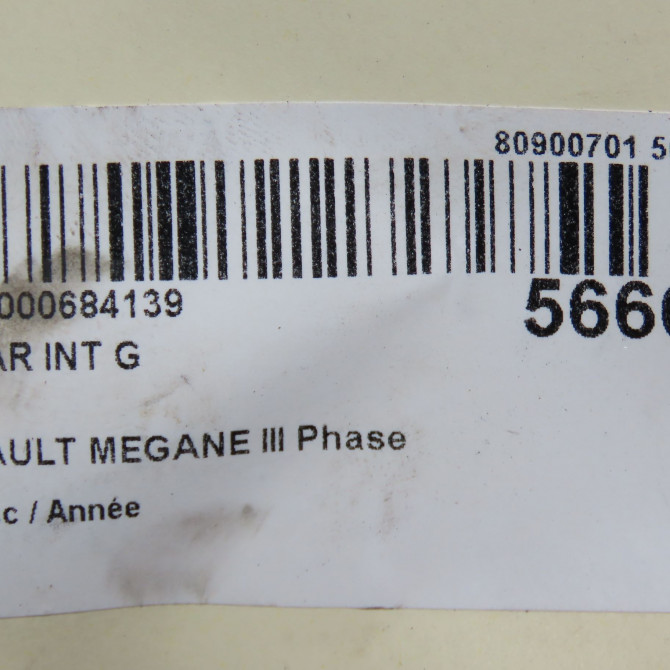 80900701 5
000684139
566
AR INT G
AULT MEGANE III Phase
c / Année